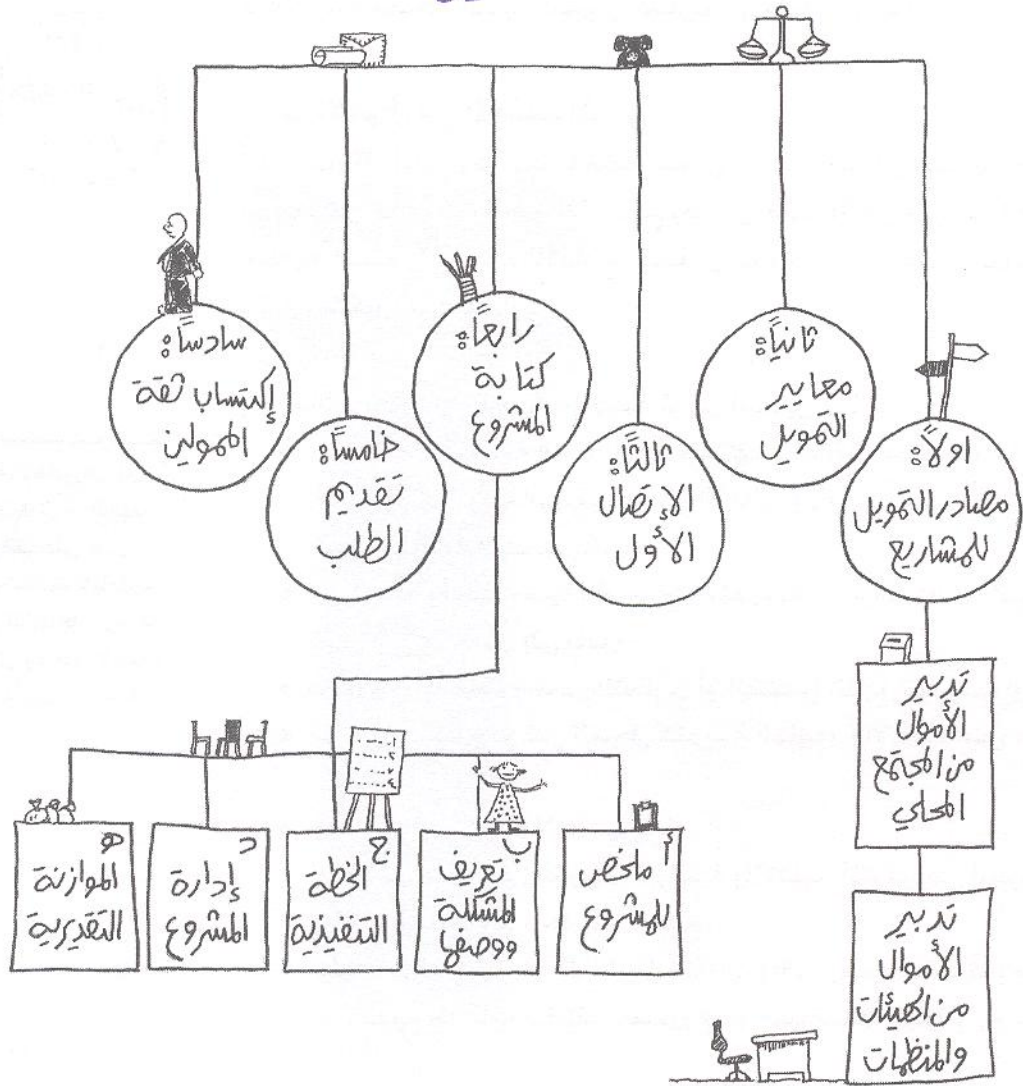 اولاً:
مصادر التمويل
للمشاريع
ثانياً:
معايير
التمويل
ثالثاً:
الإتصال
الأول
رابعاً:
كتابة
المشروع
خامساً:
تقديم
الطلب
سادساً:
إكتساب ثقة
الممولين
تدبير
الأموال
من المجتمع
المحلي
تدبير
الأموال
من الهيئات
والمنظمات
أ
ملخص
للمشروع
ب
تعريف
المشكلة
ووصفها
ج
الخطة
التنفيذية
د
إدارة
المشروع
هـ
الموازنة
التقديرية